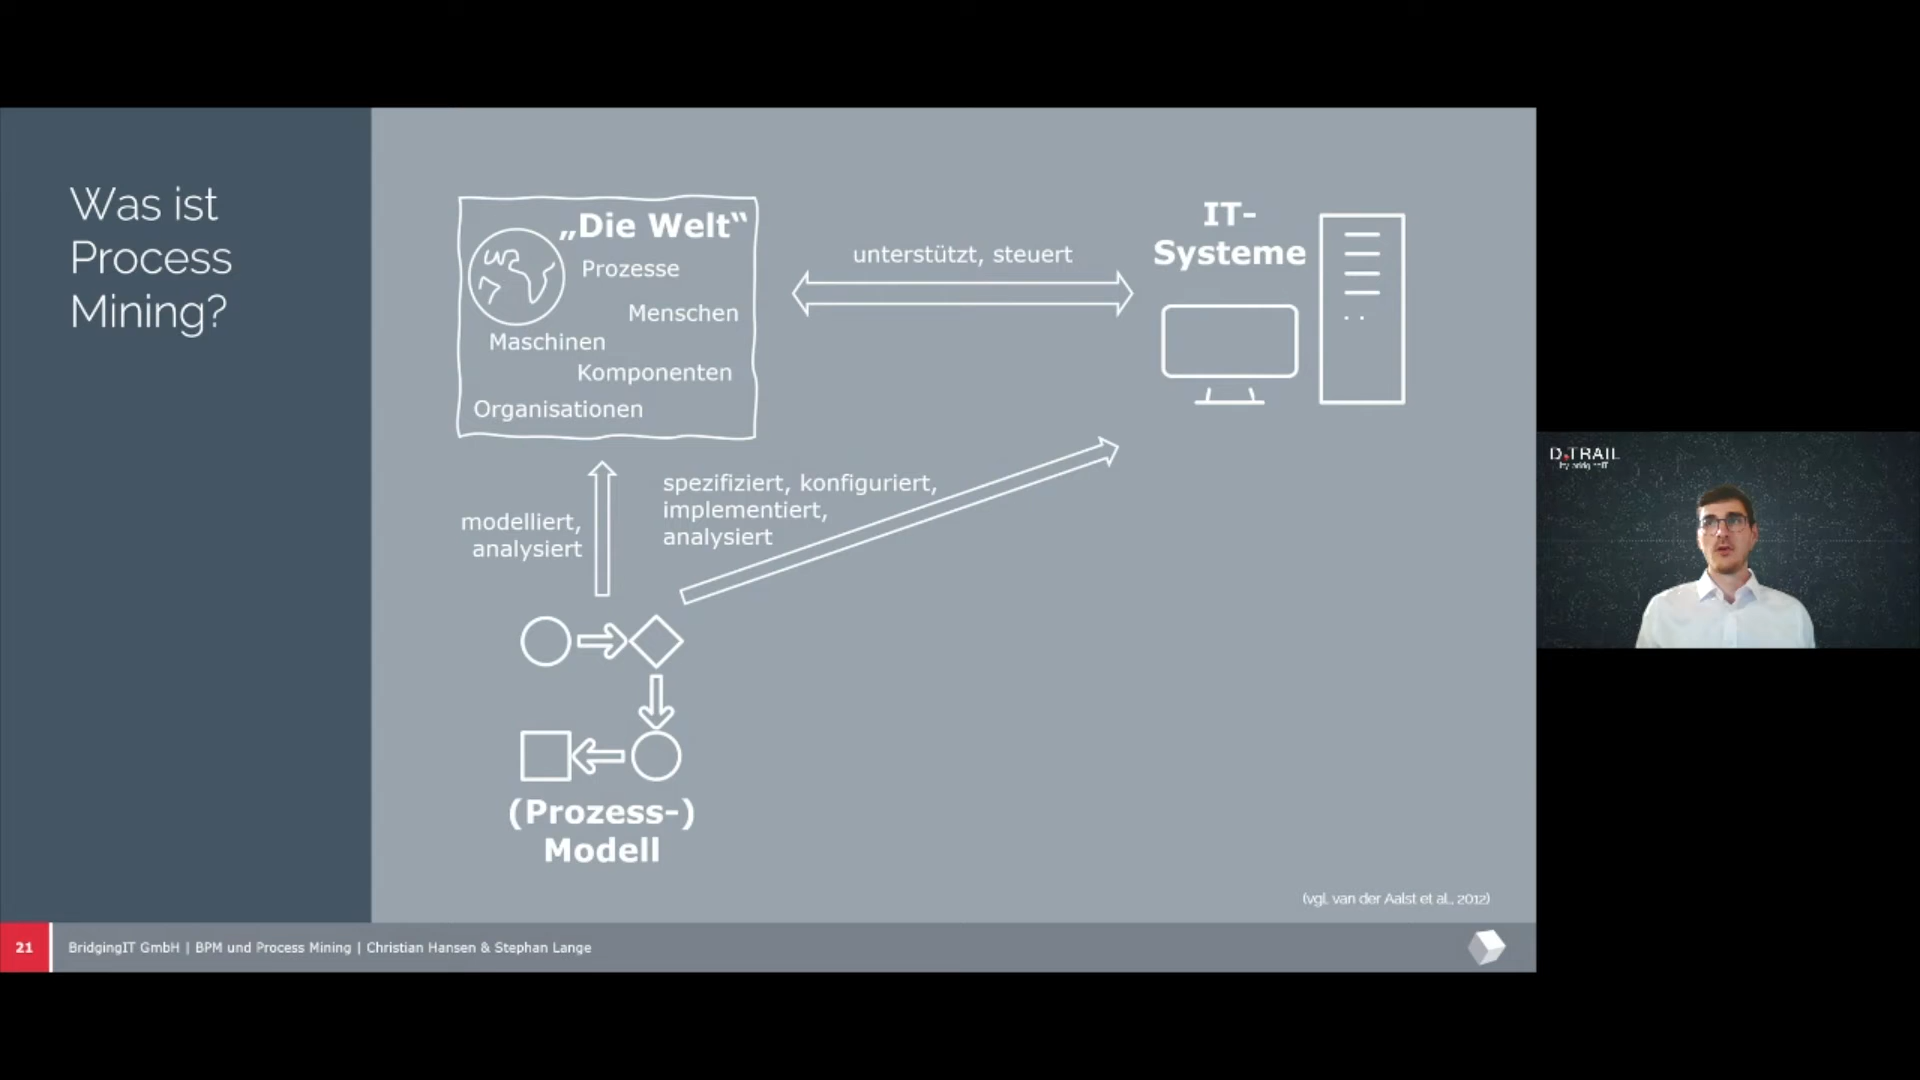 Was ist
Process
Mining?
„Die Welt“
Prozesse
Menschen
Maschinen
Komponenten
Organisationen
unterstützt, steuert
IT-
Systeme
modelliert,
analysiert
spezifiziert, konfiguriert,
implementiert,
analysiert
(Prozess-)
Modell
(vgl. van der Aalst et al., 2012)
21
BridgingIT GmbH | BPM und Process Mining | Christian Hansen & Stephan Lange
D.TRAIL
by bridgingIT